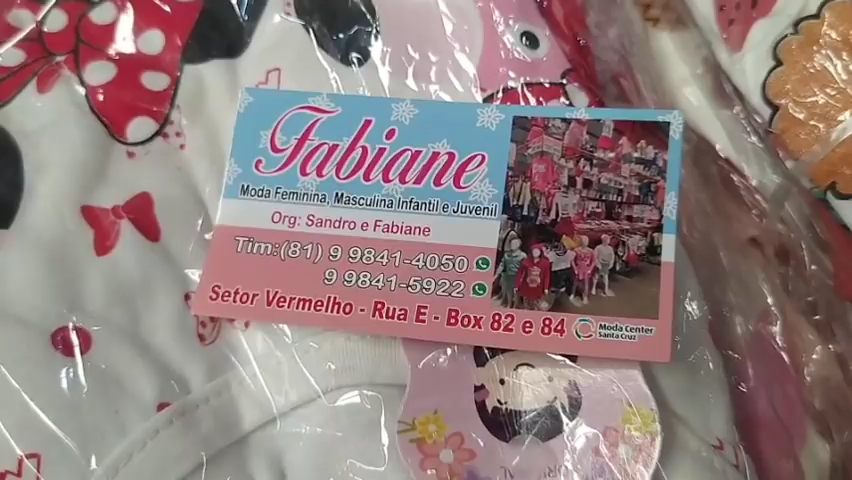 Fabiane
Moda Feminina, Masculina Infantil e Juvenil
Org: Sandro e Fabiane
Tim:(81) 9 9841-4050
9 9841-5922
Setor Vermelho - Rua E - Box 82 e 84
Moda Center
Santa Cruz